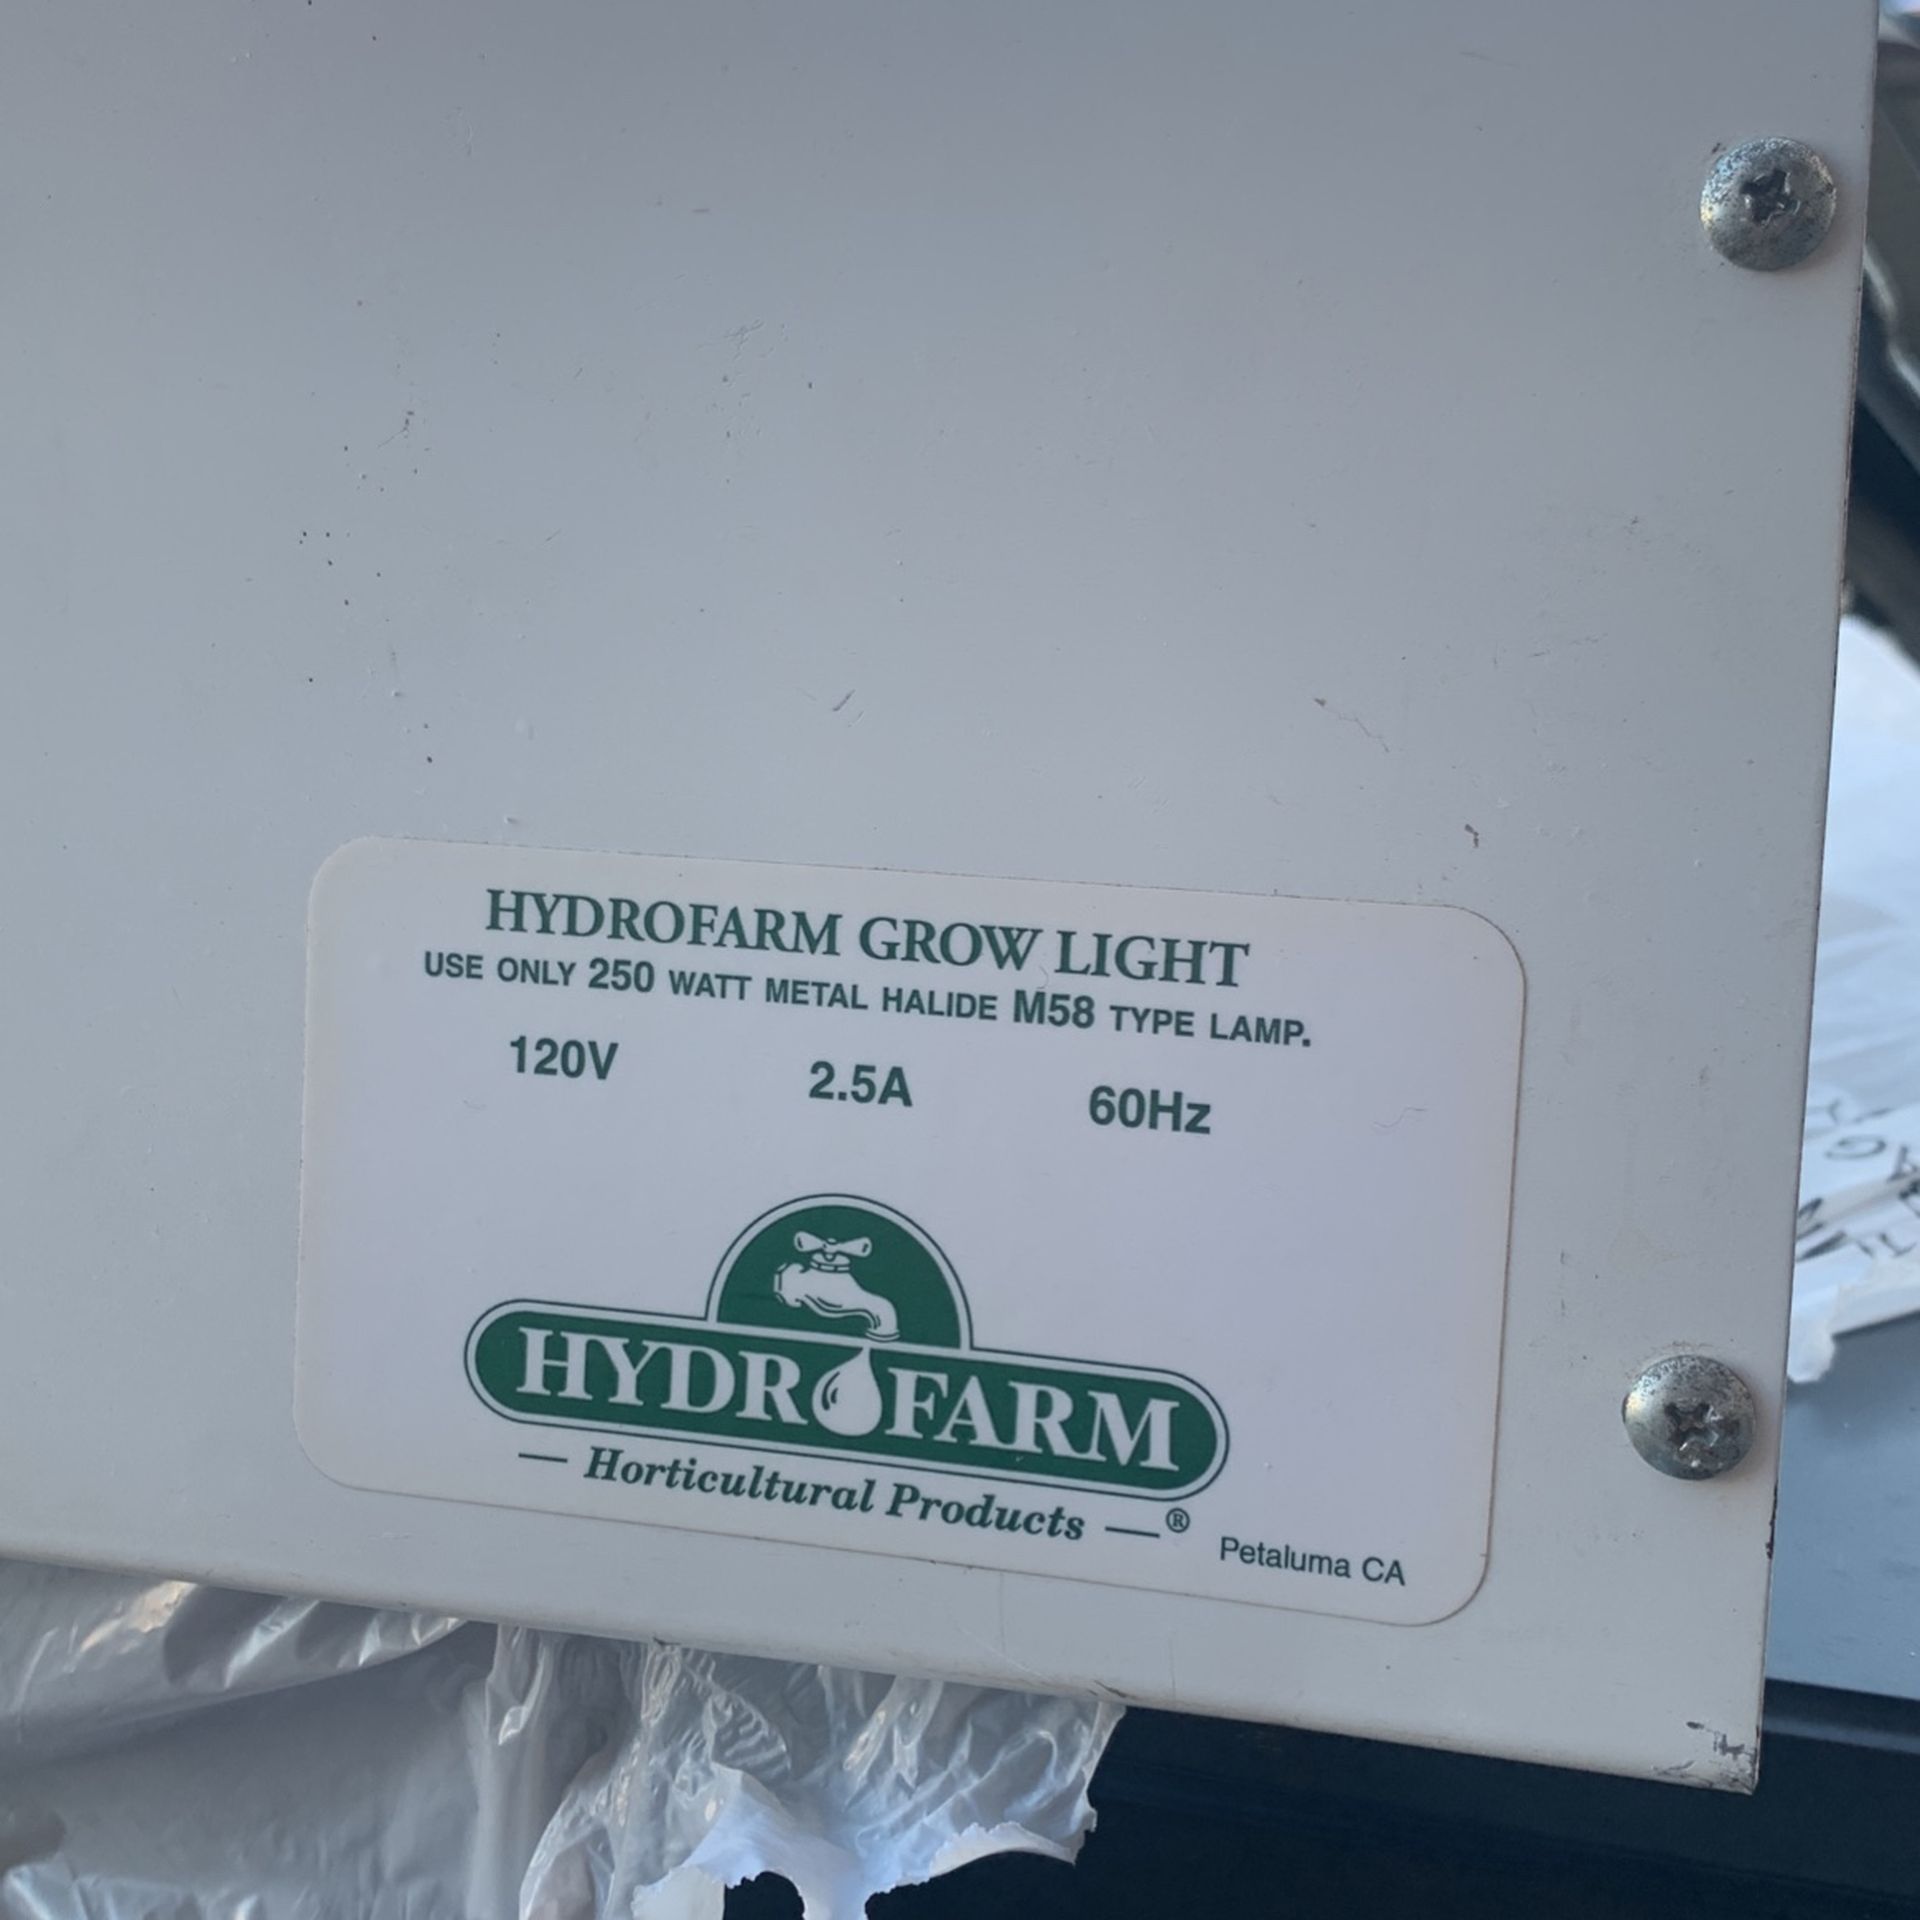 HYDROFARM GROW LIGHT
USE ONLY 250 WATT METAL HALIDE M58 TYPE LAMP.
120V 2.5A 60Hz
HYDROFARM
— Horticultural Products —®
Petaluma CA